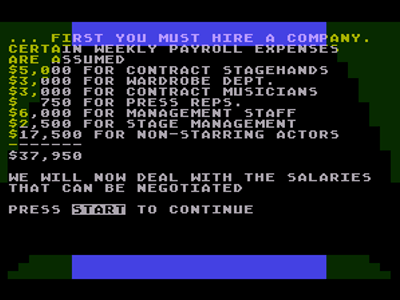 ... FIRST YOU MUST HIRE A COMPANY.
CERTAIN WEEKLY PAYROLL EXPENSES
ARE ASSUMED
$5,000 FOR CONTRACT STAGEHANDS
$3,000 FOR WARDROBE DEPT.
$3,000 FOR CONTRACT MUSICIANS
$  750 FOR PRESS REPS.
$6,000 FOR MANAGEMENT STAFF
$2,500 FOR STAGE MANAGEMENT
$17,500 FOR NON-STARRING ACTORS
-------
$37,950
WE WILL NOW DEAL WITH THE SALARIES
THAT CAN BE NEGOTIATED
PRESS START TO CONTINUE